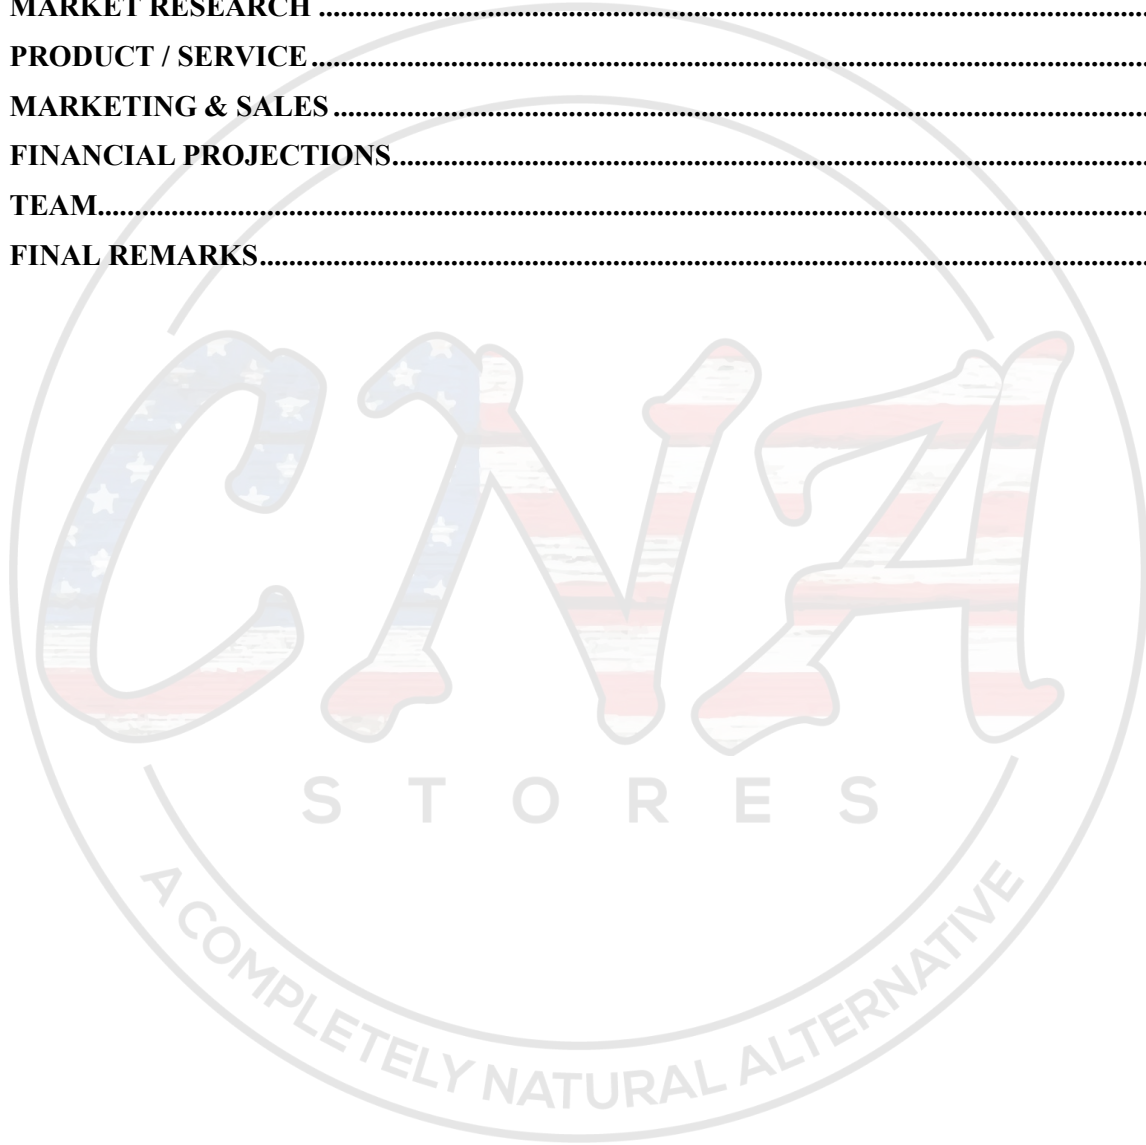 MARKET RESEARCH ........................................................................................................................
PRODUCT / SERVICE ........................................................................................................................
MARKETING & SALES ........................................................................................................................
FINANCIAL PROJECTIONS........................................................................................................................
TEAM........................................................................................................................
FINAL REMARKS........................................................................................................................
CNA
STORES
A COMPLETELY NATURAL ALTERNATIVE